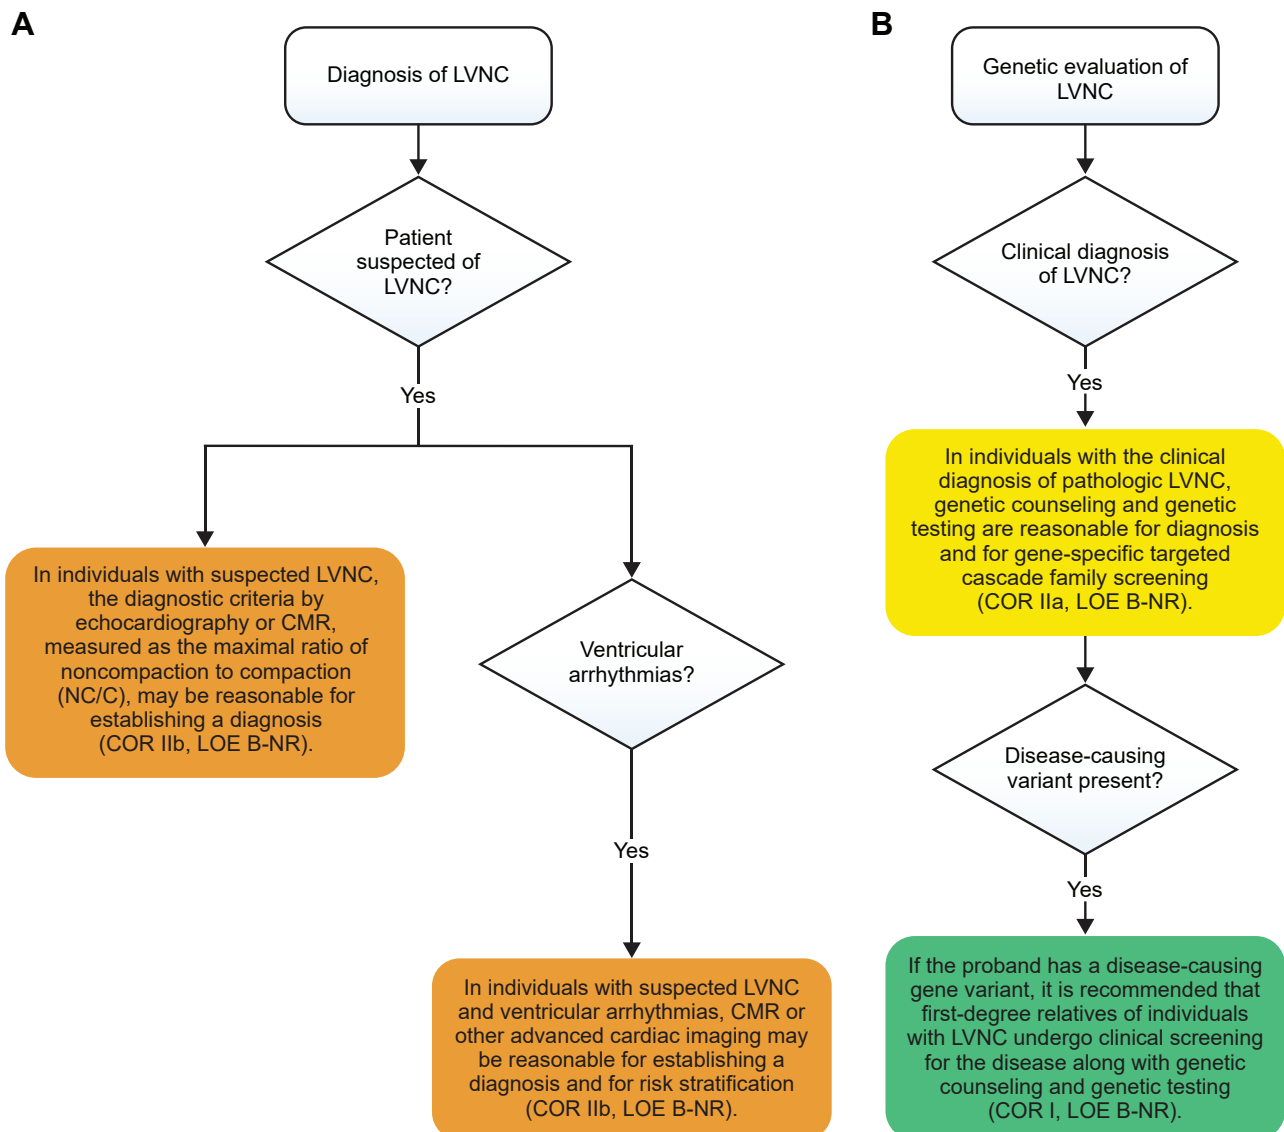 A
Diagnosis of LVNC
Patient
suspected of
LVNC?
Yes
In individuals with suspected LVNC,
the diagnostic criteria by
echocardiography or CMR,
measured as the maximal ratio of
noncompaction to compaction
(NC/C), may be reasonable for
establishing a diagnosis
(COR IIb, LOE B-NR).
Ventricular
arrhythmias?
Yes
In individuals with suspected LVNC
and ventricular arrhythmias, CMR or
other advanced cardiac imaging may
be reasonable for establishing a
diagnosis and for risk stratification
(COR IIb, LOE B-NR).
B
Genetic evaluation of
LVNC
Clinical diagnosis
of LVNC?
Yes
In individuals with the clinical
diagnosis of pathologic LVNC,
genetic counseling and genetic
testing are reasonable for diagnosis
and for gene-specific targeted
cascade family screening
(COR IIa, LOE B-NR).
Disease-causing
variant present?
Yes
If the proband has a disease-causing
gene variant, it is recommended that
first-degree relatives of individuals
with LVNC undergo clinical screening
for the disease along with genetic
counseling and genetic testing
(COR I, LOE B-NR).